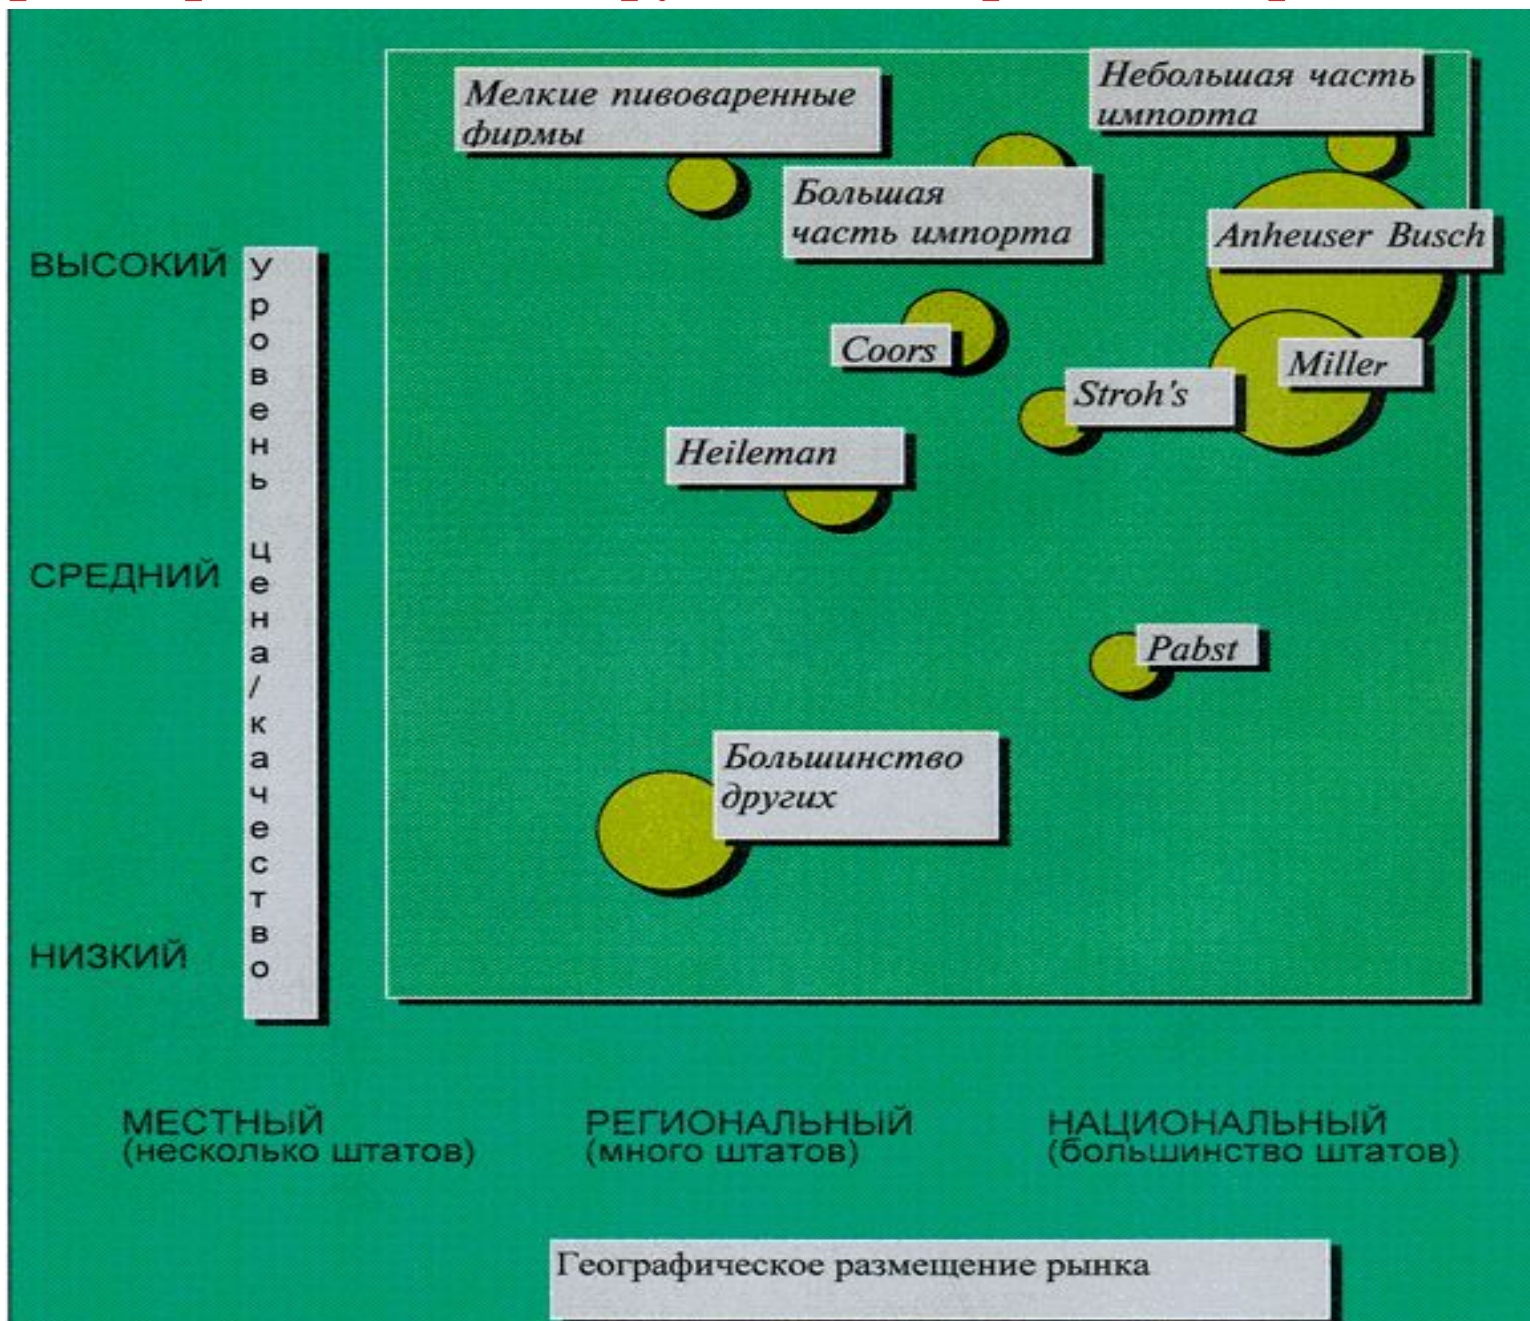 Мелкие пивоваренные
фирмы
Небольшая часть
импорта
Большая
часть импорта
Anheuser Busch
ВЫСОКИЙ
Coors
Miller
Stroh's
Heileman
СРЕДНИЙ
Pabst
Большинство
других
НИЗКИЙ
Уровень цена/качество
МЕСТНЫЙ
(несколько штатов)
РЕГИОНАЛЬНЫЙ
(много штатов)
НАЦИОНАЛЬНЫЙ
(большинство штатов)
Географическое размещение рынка